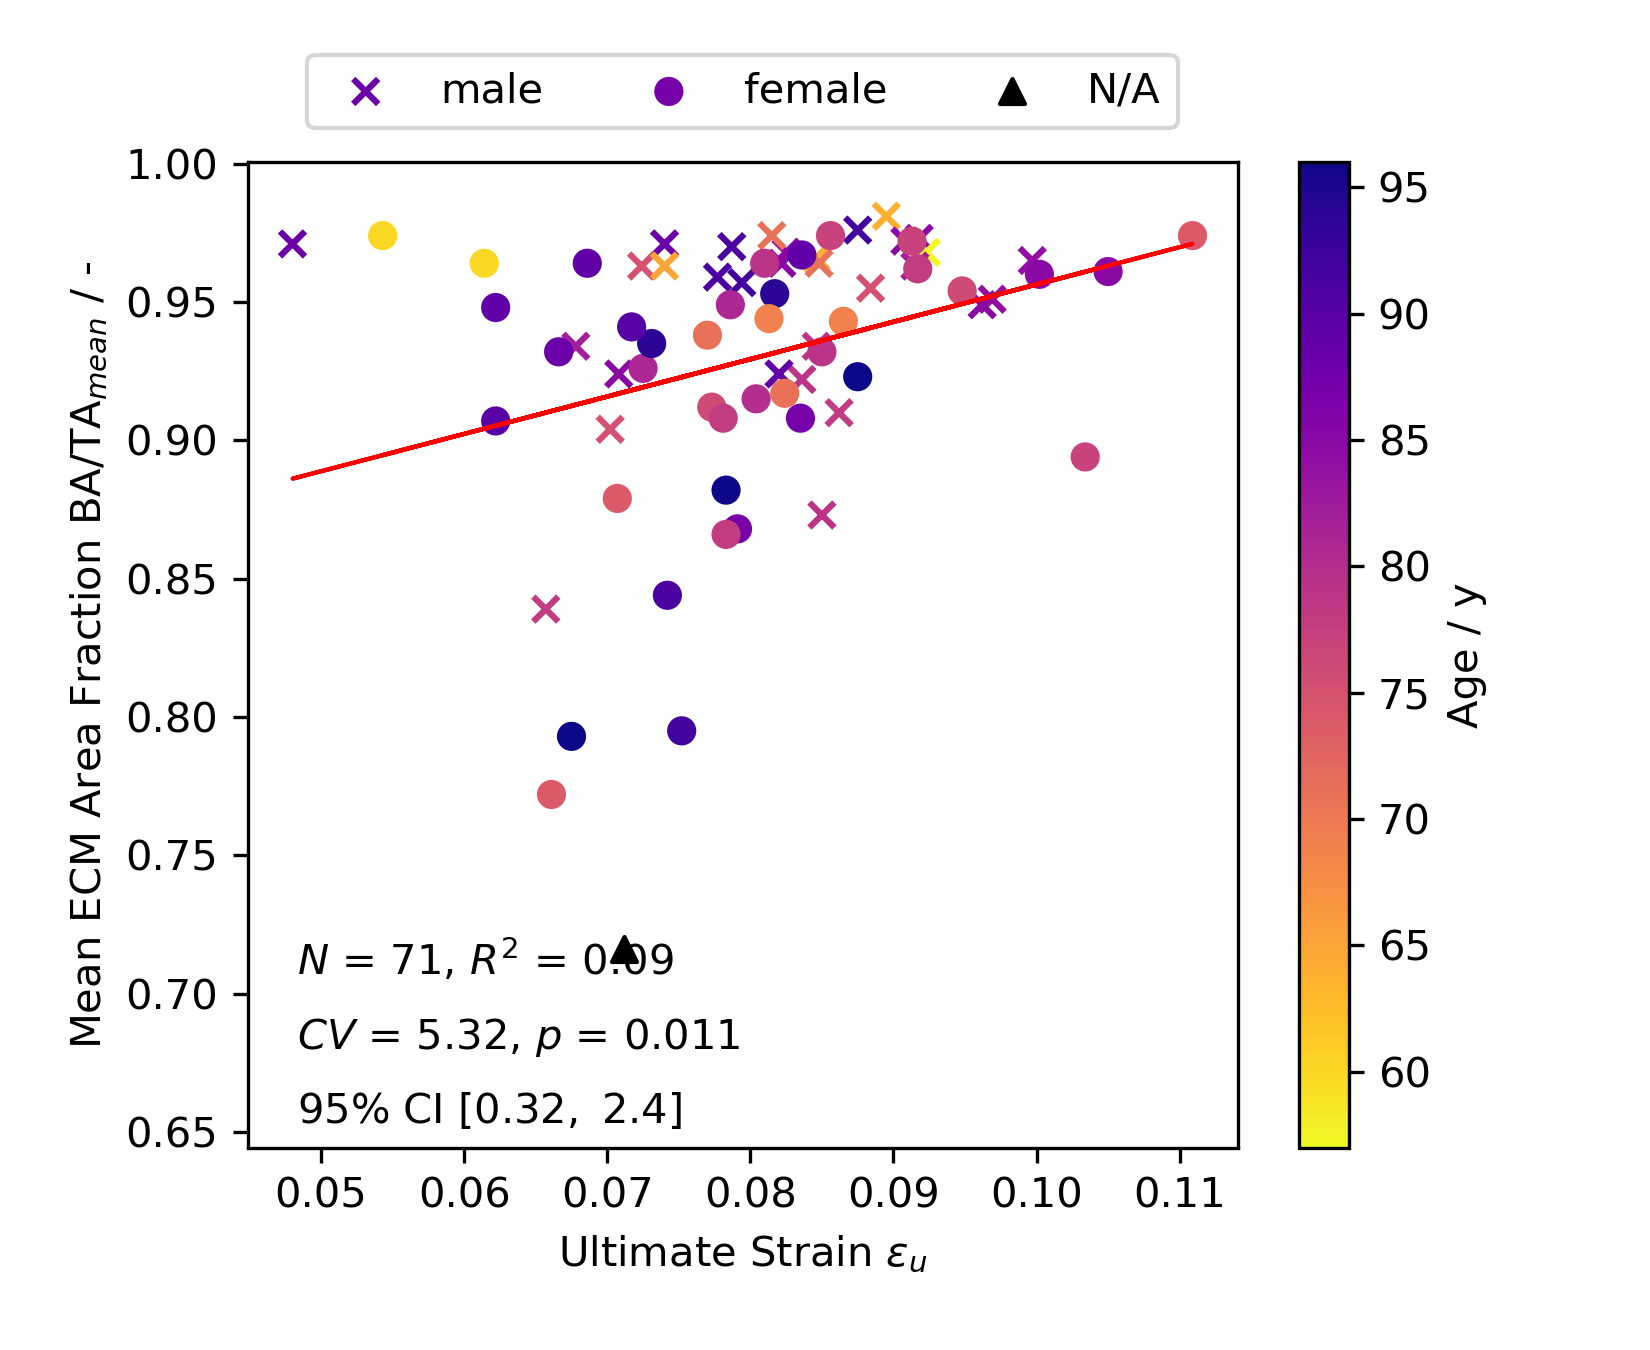 male female N/A
1.00
0.95
0.90
0.85
0.80
0.75
0.70
0.65
Mean ECM Area Fraction BA/TA_mean / -
N = 71, R² = 0.09
CV = 5.32, p = 0.011
95% CI [0.32, 2.4]
0.05 0.06 0.07 0.08 0.09 0.10 0.11
Ultimate Strain ε_u
95
90
85
80
75
70
65
60
Age / y